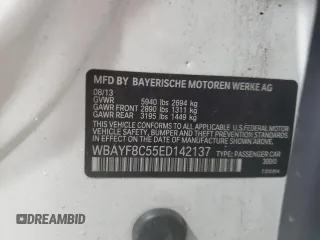 MFD BY BAYERISCHE MOTOREN WERKE AG
08/13
GVWR 5940 lbs 2694 kg
GAWR FRONT 2890 lbs 1311 kg
GAWR REAR 3195 lbs 1449 kg
THIS VEHICLE CONFORMS TO ALL APPLICABLE
FEDERAL MOTOR VEHICLE SAFETY, BUMPER, AND
THEFT PREVENTION STANDARDS IN EFFECT ON
THE DATE OF MANUFACTURE SHOWN ABOVE.
WBAYF8C55ED142137 TYPE: PASSENGER CAR